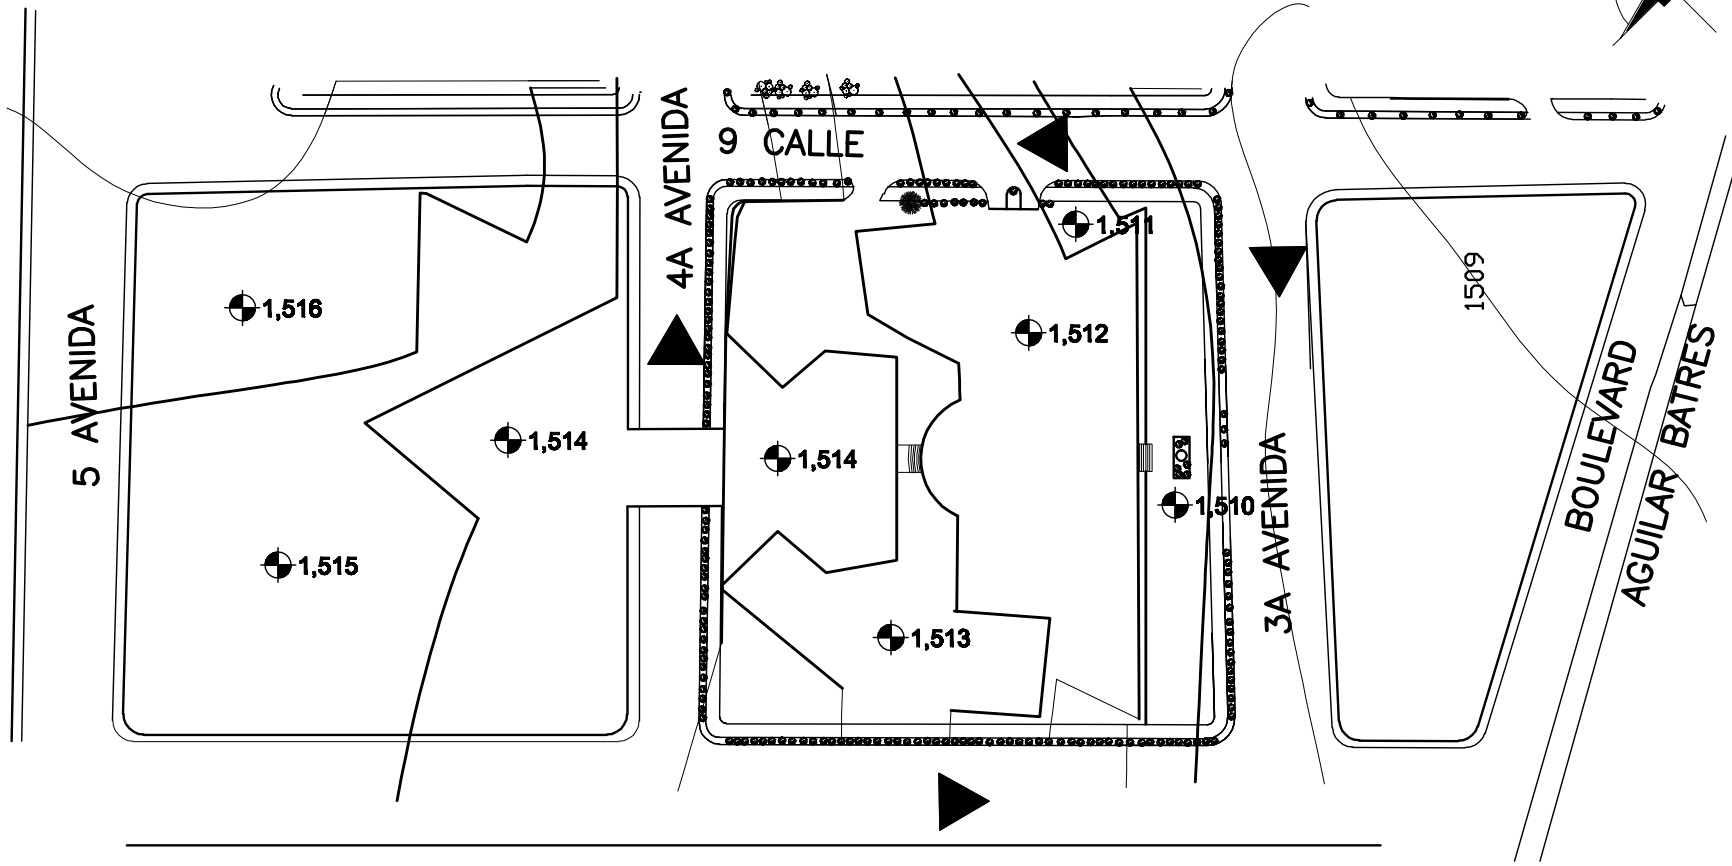 9 CALLE
4A AVENIDA
1,511
1509
1,516
5 AVENIDA
1,512
1,514
1,514
BOULEVARD
AGUILAR BATRES
1,510
3A AVENIDA
1,515
1,513